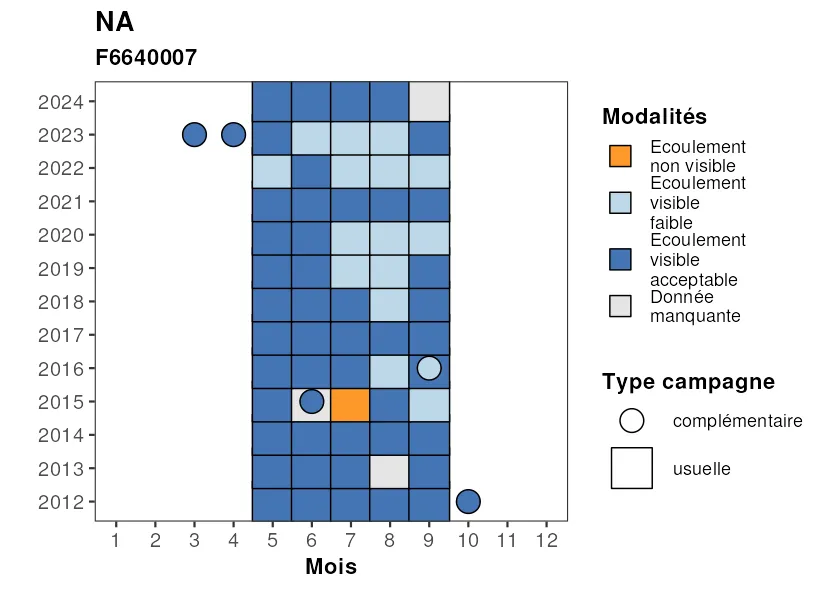 NA
F6640007
2024
2023
2022
2021
2020
2019
2018
2017
2016
2015
2014
2013
2012
1 2 3 4 5 6 7 8 9 10 11 12
Mois
Modalités
Ecoulement
non visible
Ecoulement
visible
faible
Ecoulement
visible
acceptable
Donnée
manquante
Type campagne
complémentaire
usuelle